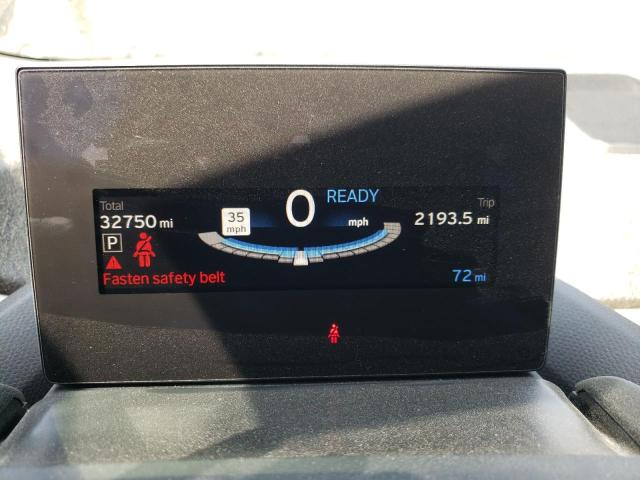 READY
Total
32750 mi
35
mph
0
mph
Trip
2193.5 mi
P
Fasten safety belt
72 mi